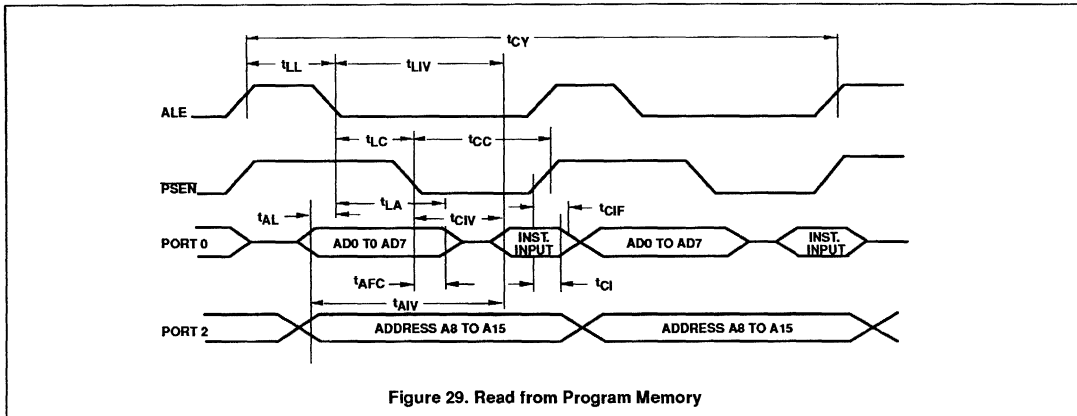 tCY
tLL
tLIV
ALE
tLC
tCC
PSEN
tLA
tAL
tCIV
tCIF
PORT 0
AD0 T0 AD7
INST. INPUT
AD0 TO AD7
INST. INPUT
tAFC
tCI
tAIV
PORT 2
ADDRESS A8 TO A15
ADDRESS A8 TO A15
Figure 29. Read from Program Memory